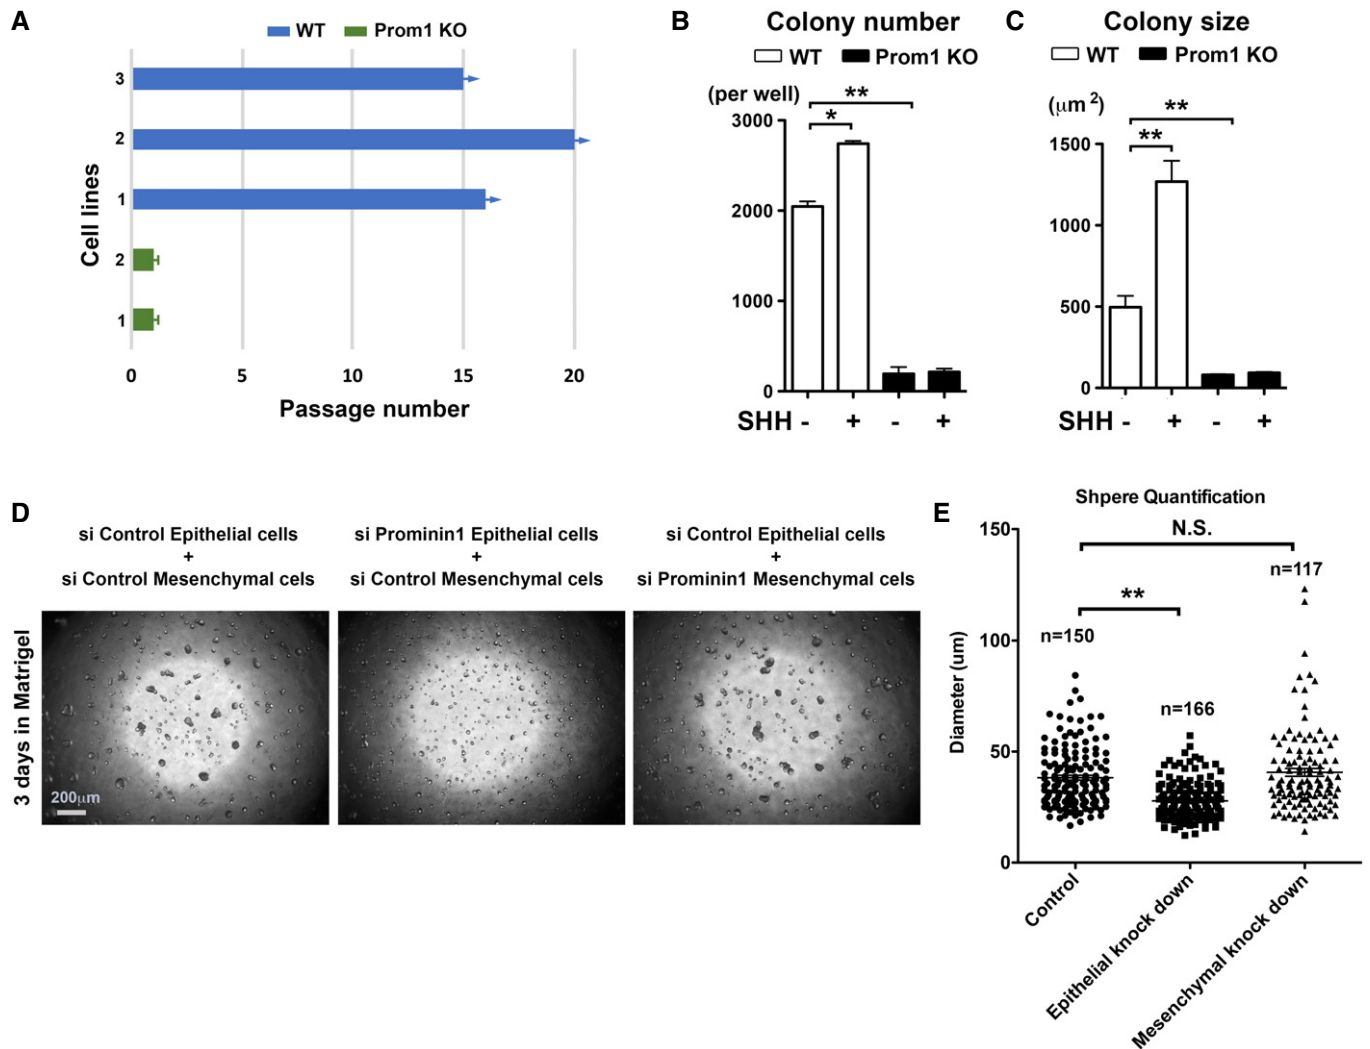 A
WT Prom1 KO
Cell lines
3
2
1
2
1
0 5 10 15 20
Passage number
B
Colony number
WT Prom1 KO
(per well)
**
*
3000
2000
1000
0
SHH - + - +
C
Colony size
WT Prom1 KO
(μm²)
**
**
1500
1000
500
0
SHH - + - +
D
si Control Epithelial cells
+
si Control Mesenchymal cels
si Prominin1 Epithelial cells
+
si Control Mesenchymal cels
si Control Epithelial cells
+
si Prominin1 Mesenchymal cels
3 days in Matrigel
200μm
E
Shpere Quantification
N.S.
n=117
**
n=150
n=166
Diameter (um)
150
100
50
0
Control
Epithelial knock down
Mesenchymal knock down